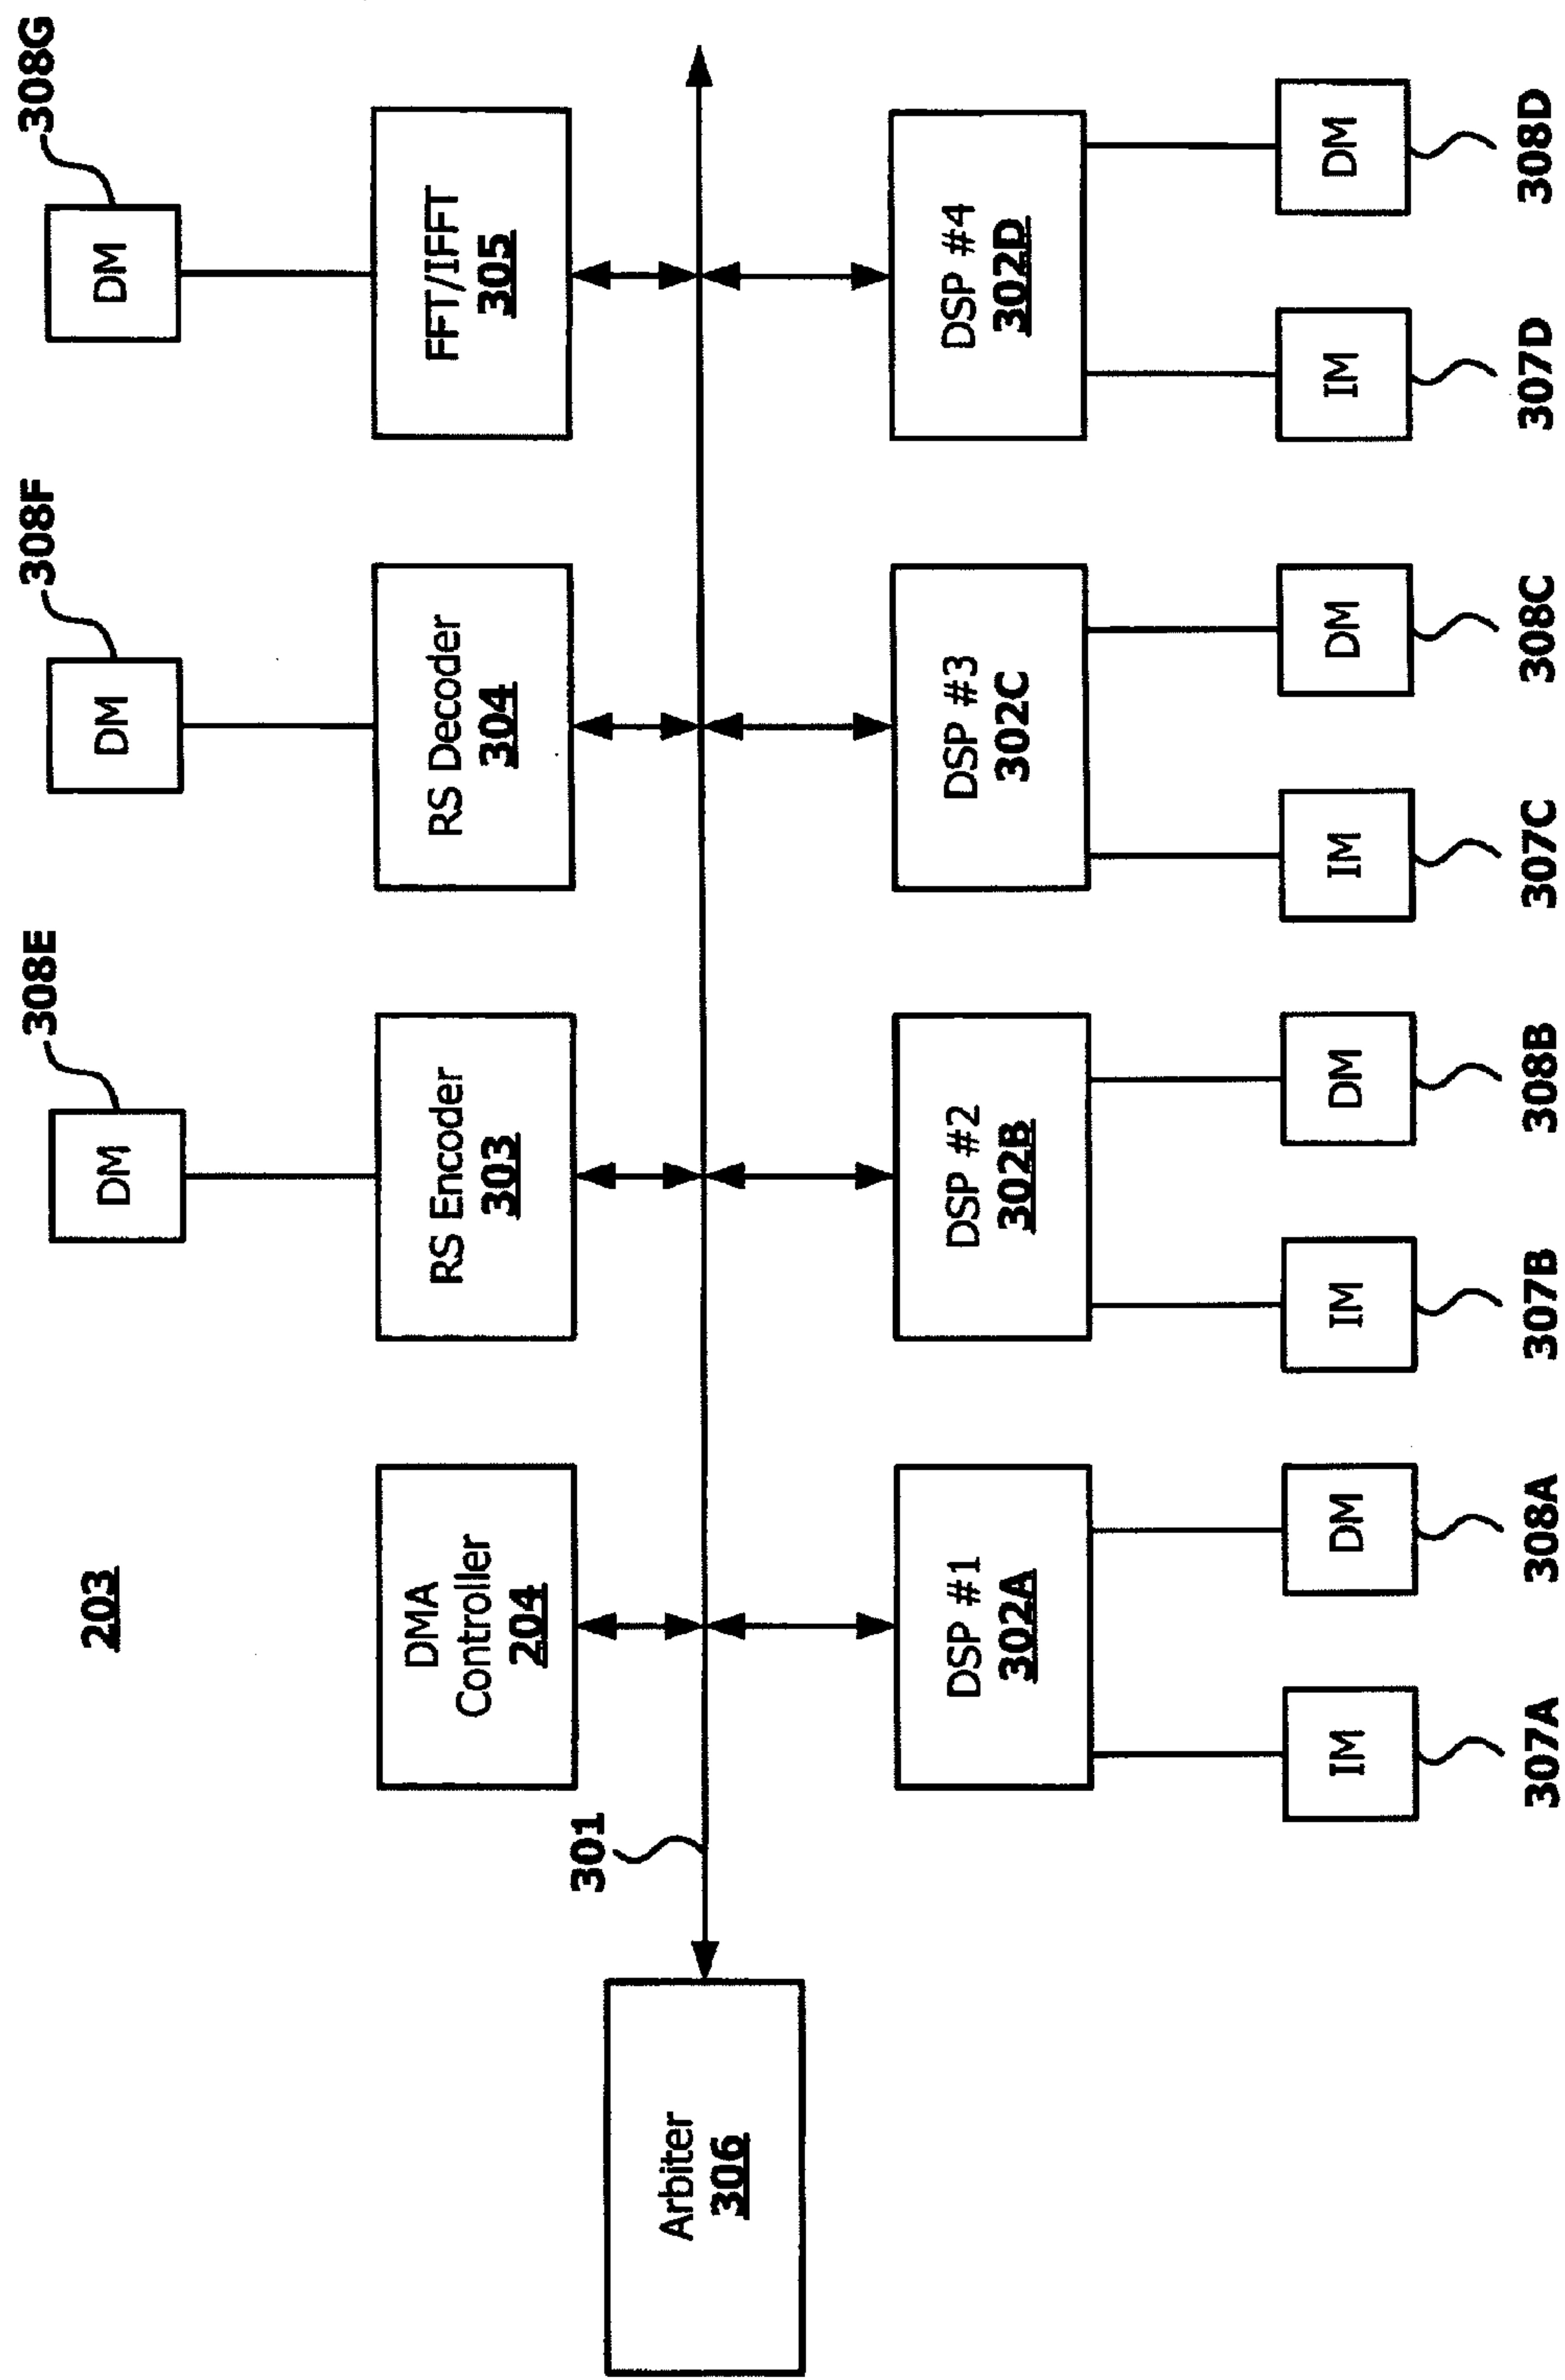 203
308E
308F
308G
DM
DM
DM
DMA
Controller
204
RS Encoder
303
RS Decoder
304
FFT/IFFT
305
301
Arbiter
306
DSP #1
302A
DSP #2
302B
DSP #3
302C
DSP #4
302D
IM
DM
IM
DM
IM
DM
IM
DM
307A
308A
307B
308B
307C
308C
307D
308D